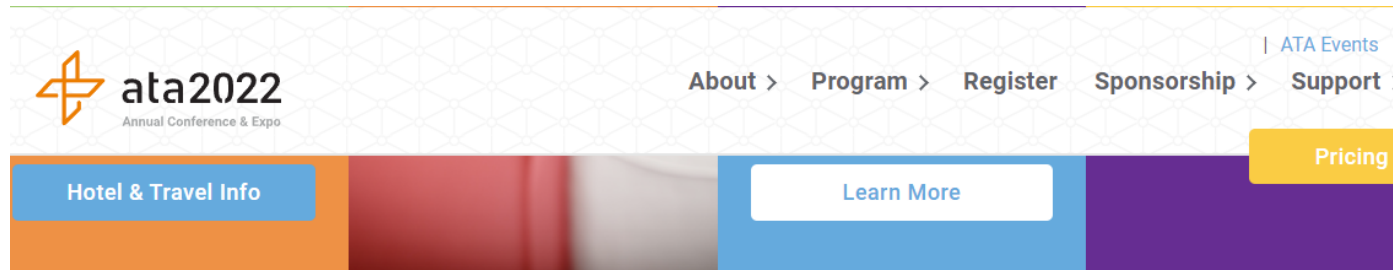 | ATA Events
ata2022
Annual Conference & Expo
About > Program > Register Sponsorship > Support
Pricing
Hotel & Travel Info
Learn More